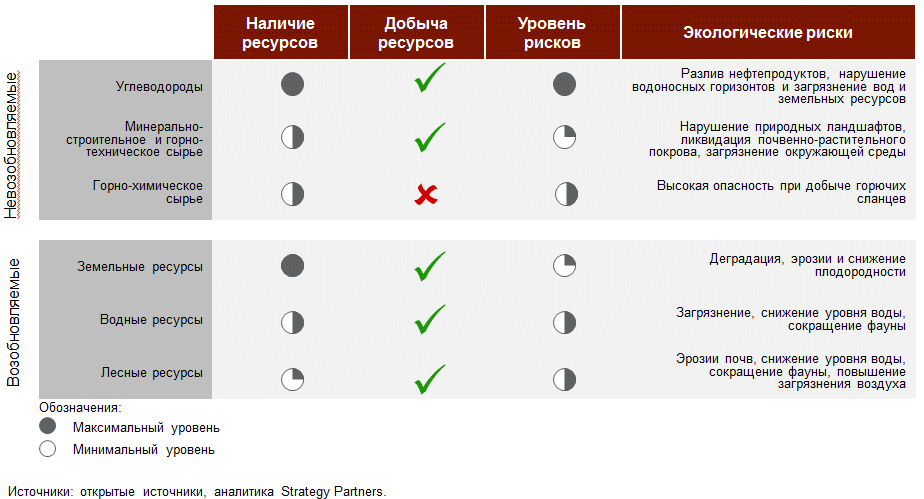 Наличие ресурсов
Добыча ресурсов
Уровень рисков
Экологические риски
Невозобновляемые
Углеводороды
Разлив нефтепродуктов, нарушение
водоносных горизонтов и загрязнение вод и
земельных ресурсов
Минерально-
строительное и горно-
техническое сырье
Нарушение природных ландшафтов,
ликвидация почвенно-растительного
покрова, загрязнение окружающей среды
Горно-химическое
сырье
Высокая опасность при добыче горючих
сланцев
Возобновляемые
Земельные ресурсы
Деградация, эрозии и снижение
плодородности
Водные ресурсы
Загрязнение, снижение уровня воды,
сокращение фауны
Лесные ресурсы
Эрозии почв, снижение уровня воды,
сокращение фауны, повышение
загрязнения воздуха
Обозначения:
Максимальный уровень
Минимальный уровень
Источники: открытые источники, аналитика Strategy Partners.